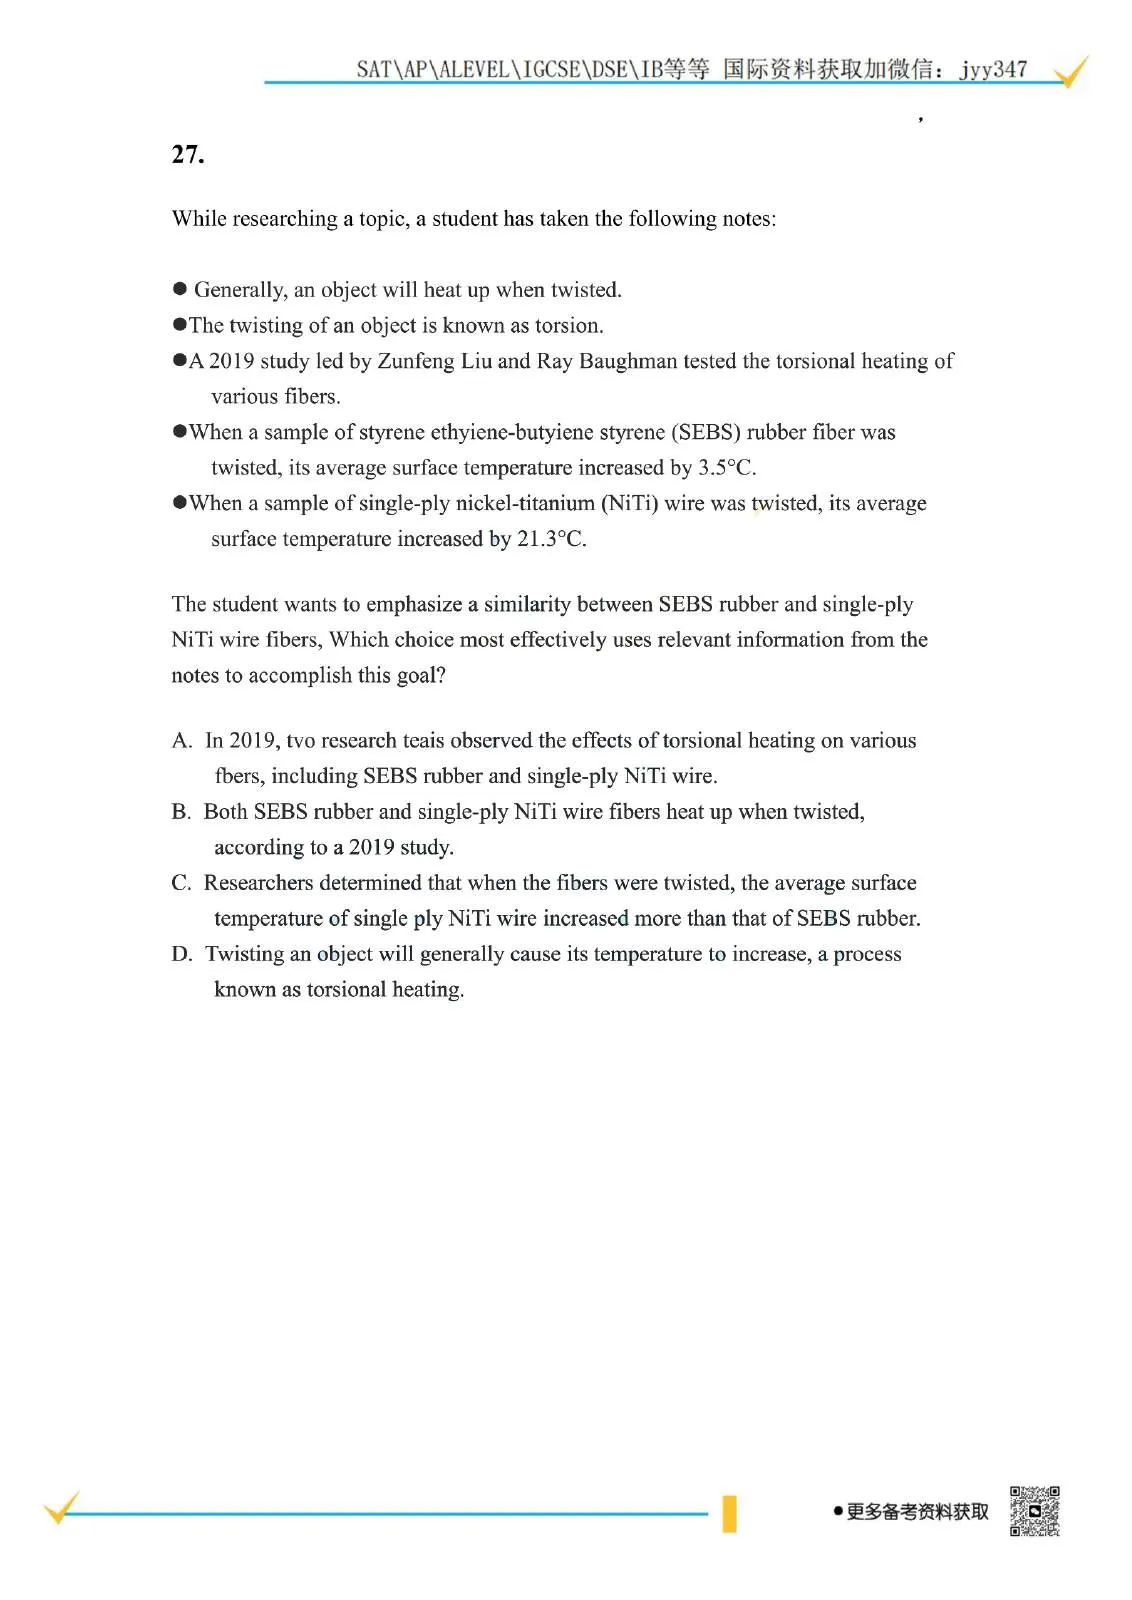 SAT\AP\ALEVEL\IGCSE\DSE\IB等等 国际资料获取加微信：jyy347
,
27.
While researching a topic, a student has taken the following notes:
● Generally, an object will heat up when twisted.
●The twisting of an object is known as torsion.
●A 2019 study led by Zunfeng Liu and Ray Baughman tested the torsional heating of
various fibers.
●When a sample of styrene ethyiene-butyiene styrene (SEBS) rubber fiber was
twisted, its average surface temperature increased by 3.5°C.
●When a sample of single-ply nickel-titanium (NiTi) wire was twisted, its average
surface temperature increased by 21.3°C.
The student wants to emphasize a similarity between SEBS rubber and single-ply
NiTi wire fibers, Which choice most effectively uses relevant information from the
notes to accomplish this goal?
A. In 2019, tvo research teais observed the effects of torsional heating on various
fbers, including SEBS rubber and single-ply NiTi wire.
B. Both SEBS rubber and single-ply NiTi wire fibers heat up when twisted,
according to a 2019 study.
C. Researchers determined that when the fibers were twisted, the average surface
temperature of single ply NiTi wire increased more than that of SEBS rubber.
D. Twisting an object will generally cause its temperature to increase, a process
known as torsional heating.
●更多备考资料获取